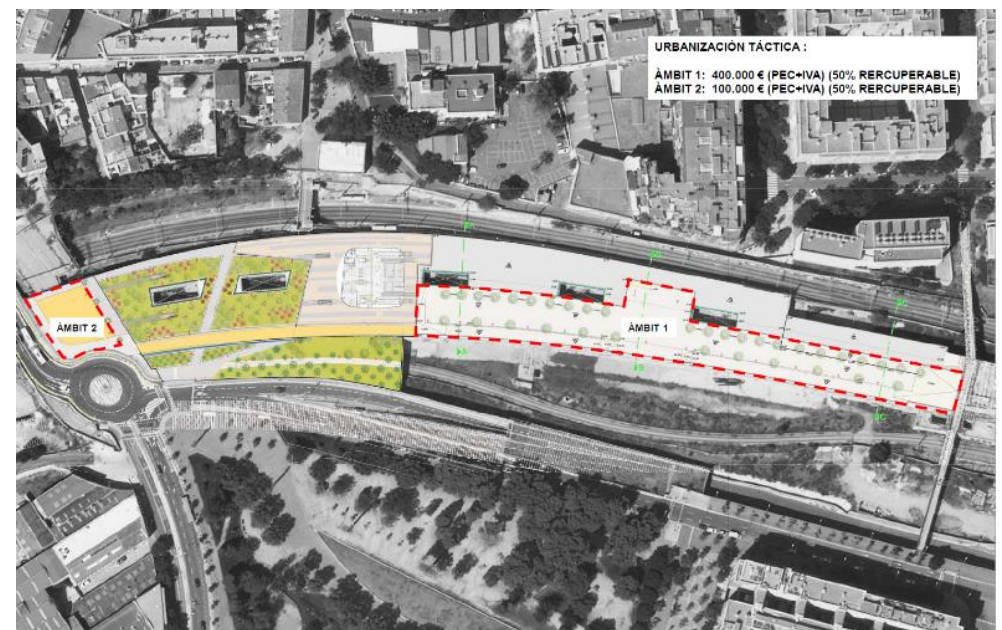 URBANIZACIÓN TÁCTICA :
ÀMBIT 1: 400.000 € (PEC+IVA) (50% RERCUPERABLE)
ÀMBIT 2: 100.000 € (PEC+IVA) (50% RERCUPERABLE)
ÀMBIT 2
ÀMBIT 1